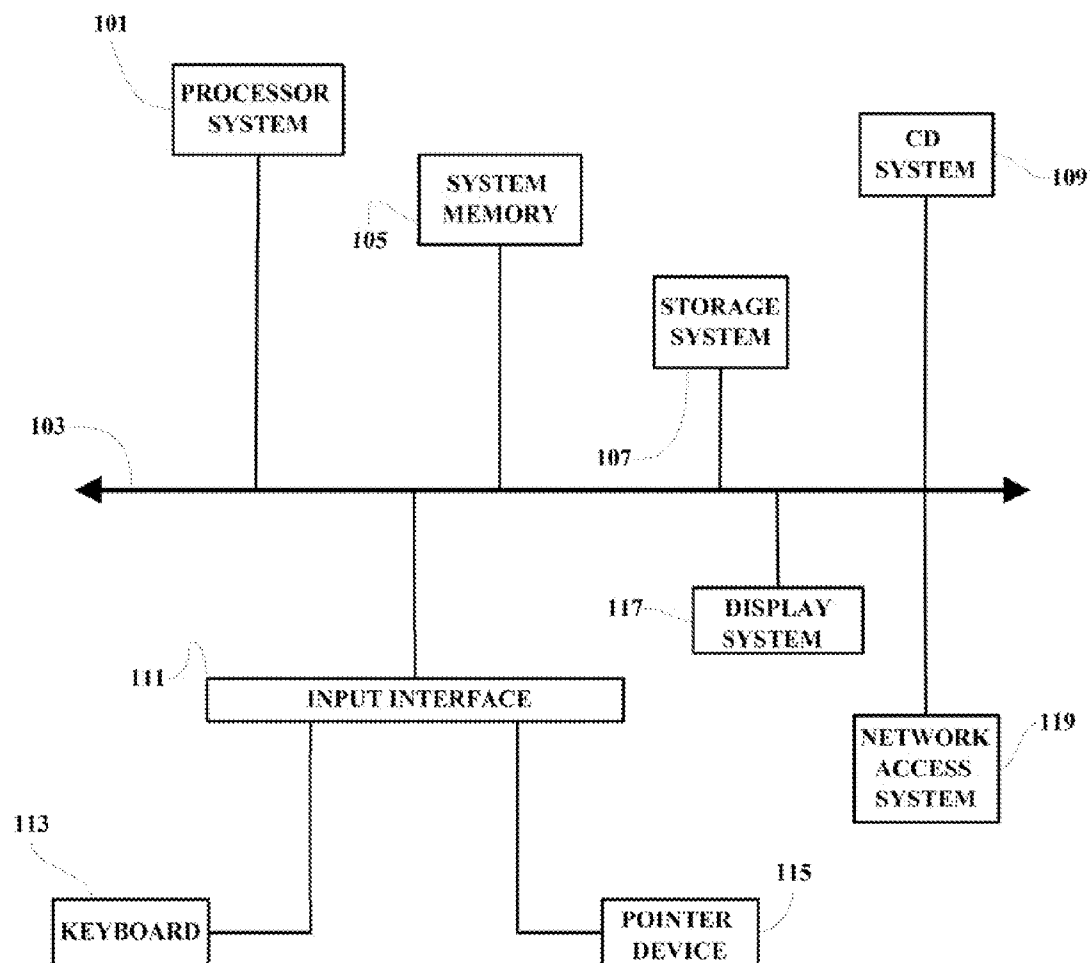 101
PROCESSOR
SYSTEM
CD
SYSTEM
109
SYSTEM
MEMORY
105
STORAGE
SYSTEM
107
103
117
DISPLAY
SYSTEM
111
INPUT INTERFACE
NETWORK
ACCESS
SYSTEM
119
113
KEYBOARD
115
POINTER
DEVICE